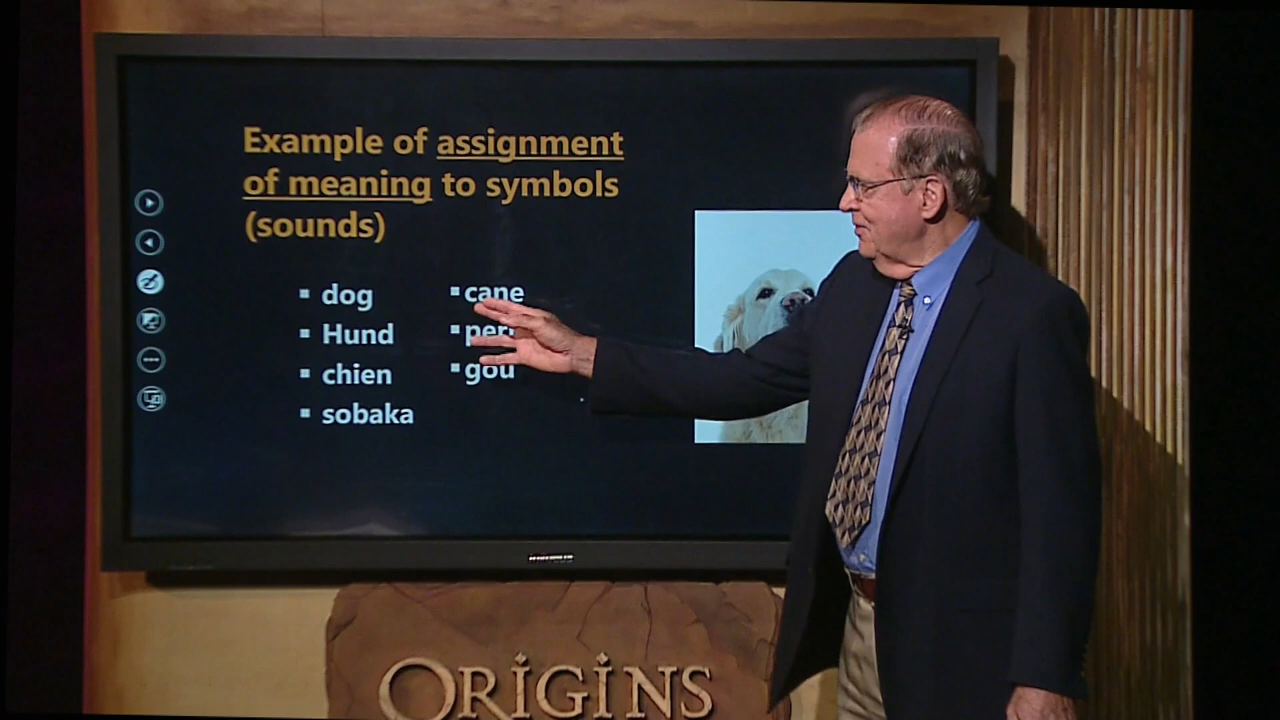 Example of assignment
of meaning to symbols
(sounds)
dog
Hund
chien
sobaka
cane
gou
ORIGINS